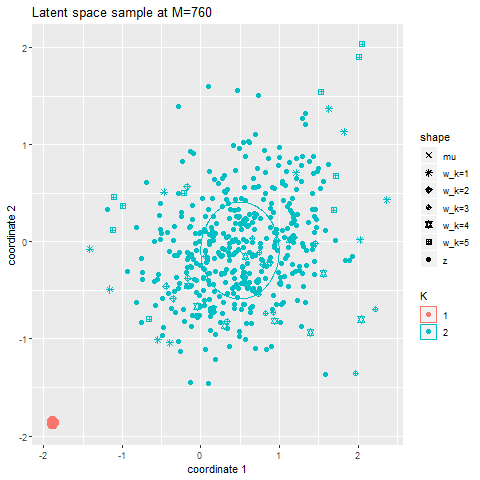 Latent space sample at M=760
coordinate 2
2
1
0
-1
-2
-2
-1
0
1
2
coordinate 1
shape
mu
w_k=1
w_k=2
w_k=3
w_k=4
w_k=5
z
K
1
2